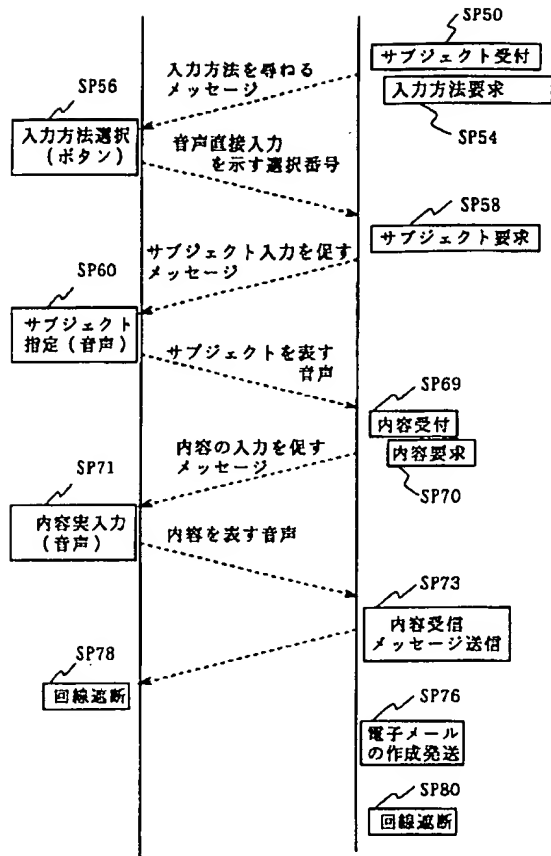 SP50
サブジェクト受付
入力方法を尋ねる
メッセージ
SP56
入力方法要求
SP54
入力方法選択
(ボタン)
音声直接入力
を示す選択番号
SP58
サブジェクト要求
サブジェクト入力を促す
メッセージ
SP60
サブジェクト
指定(音声)
サブジェクトを表す
音声
SP69
内容受付
内容の入力を促す
メッセージ
内容要求
SP70
SP71
内容実入力
(音声)
内容を表す音声
SP73
内容受信
メッセージ送信
SP78
回線遮断
SP76
電子メール
の作成発送
SP80
回線遮断